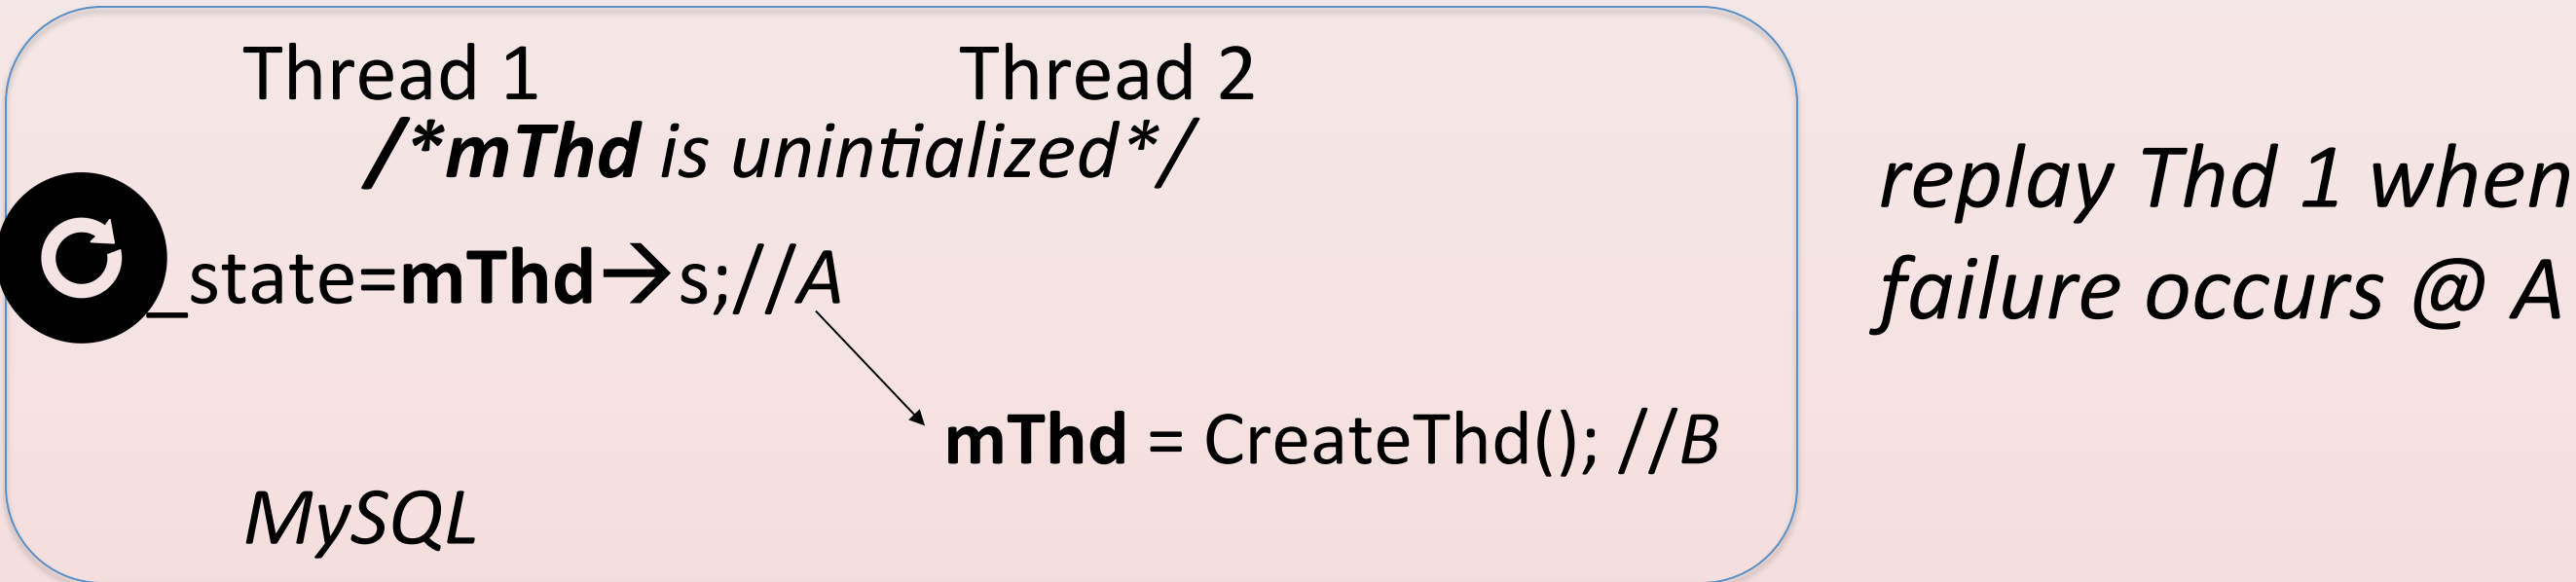 Thread 1 Thread 2
/*mThd is unintialized*/
_state=mThd→s;//A
mThd = CreateThd(); //B
MySQL
replay Thd 1 when
failure occurs @ A